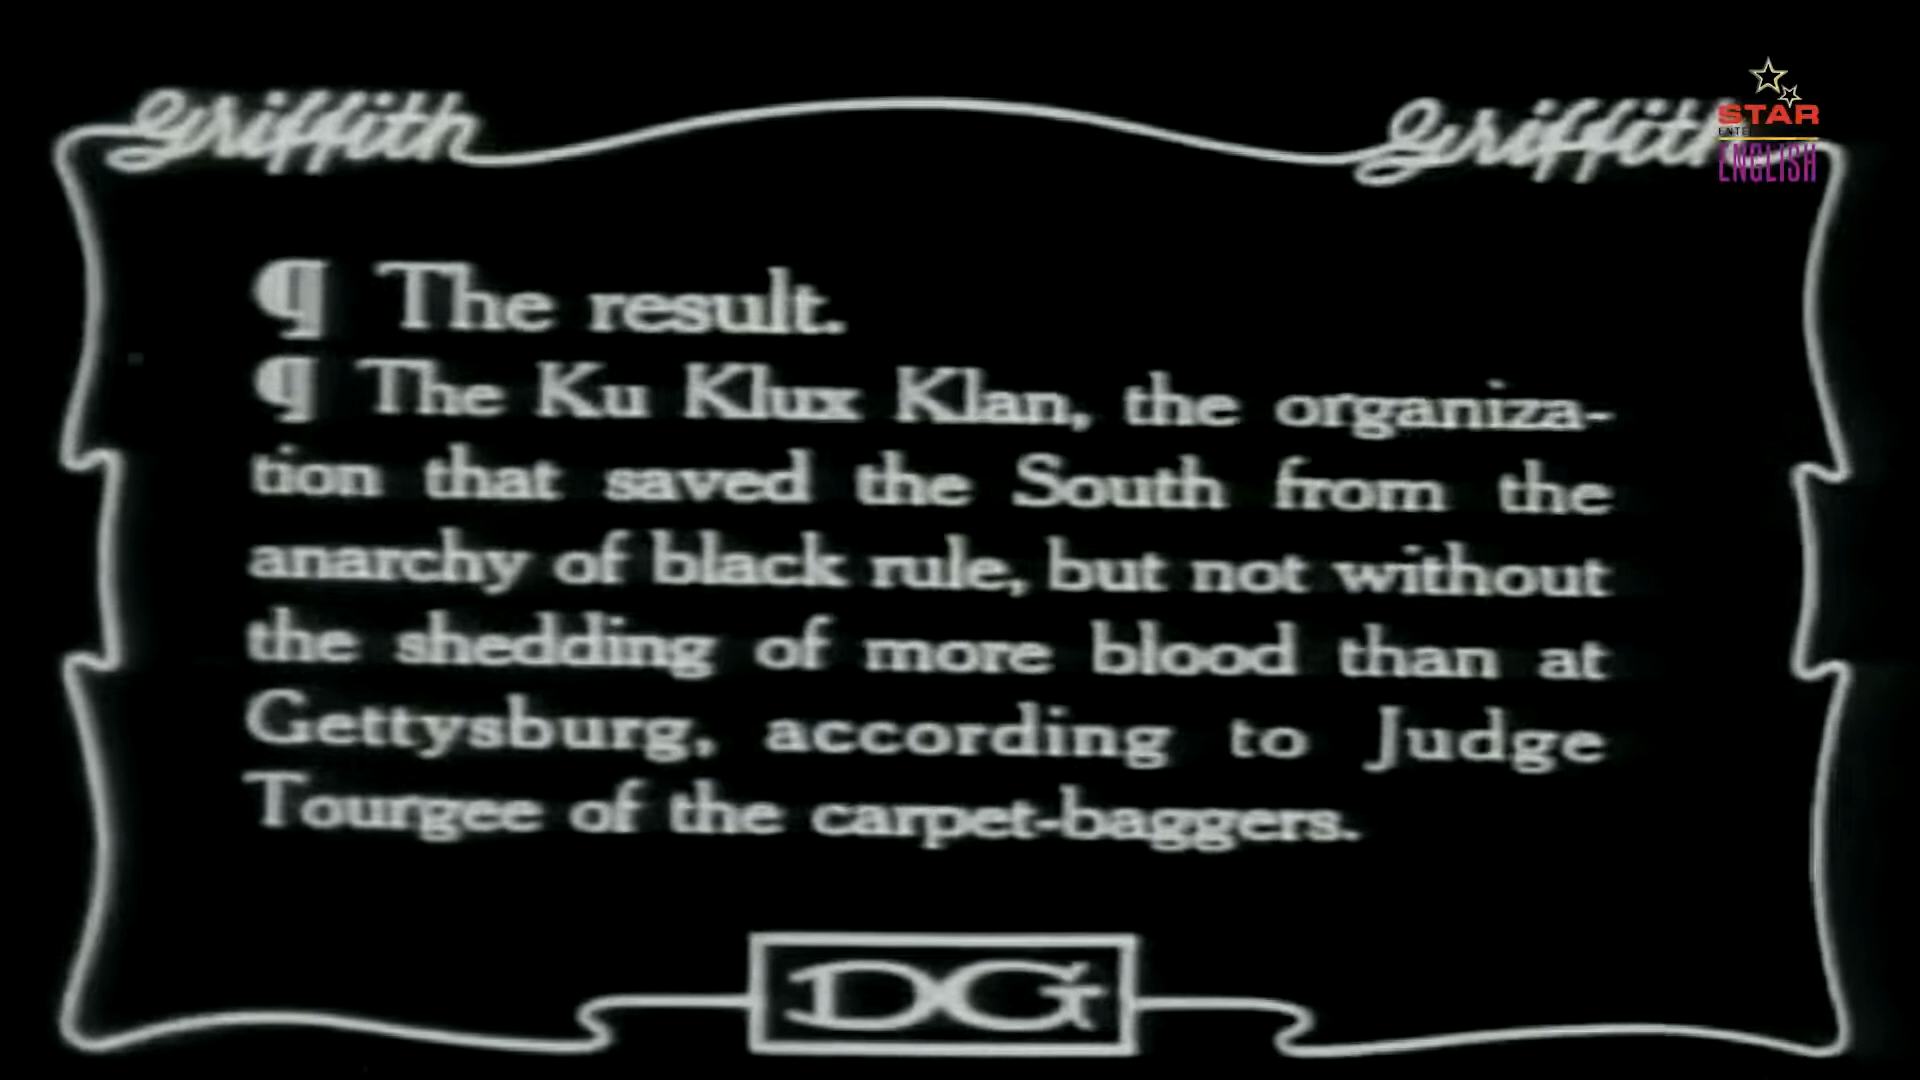 Griffith Griffith
STAR
ENTE
ENGLISH
¶ The result.
¶ The Ku Klux Klan, the organiza-
tion that saved the South from the
anarchy of black rule, but not without
the shedding of more blood than at
Gettysburg, according to Judge
Tourgee of the carpet-baggers.
DG